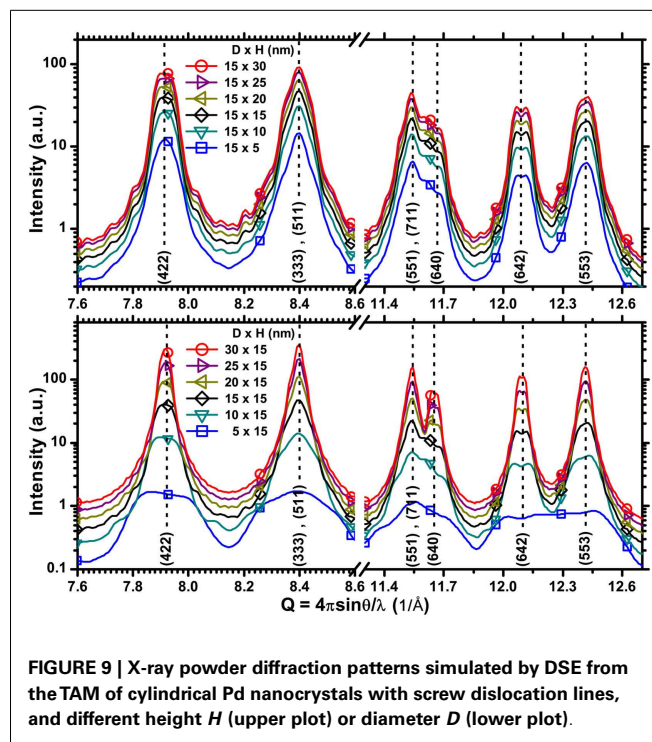 Intensity (a.u.)
100
10
1
D x H (nm)
15 x 30
15 x 25
15 x 20
15 x 15
15 x 10
15 x 5
(422)
(333) , (511)
(551) , (711)
(640)
(642)
(553)
7.6 7.8 8.0 8.2 8.4 8.6 11.4 11.7 12.0 12.3 12.6
Intensity (a.u.)
100
10
1
0.1
D x H (nm)
30 x 15
25 x 15
20 x 15
15 x 15
10 x 15
5 x 15
(422)
(333) , (511)
(551) , (711)
(640)
(642)
(553)
7.6 7.8 8.0 8.2 8.4 8.6 11.4 11.7 12.0 12.3 12.6
Q = 4πsinθ/λ (1/Å)
FIGURE 9 | X-ray powder diffraction patterns simulated by DSE from
the TAM of cylindrical Pd nanocrystals with screw dislocation lines,
and different height H (upper plot) or diameter D (lower plot).